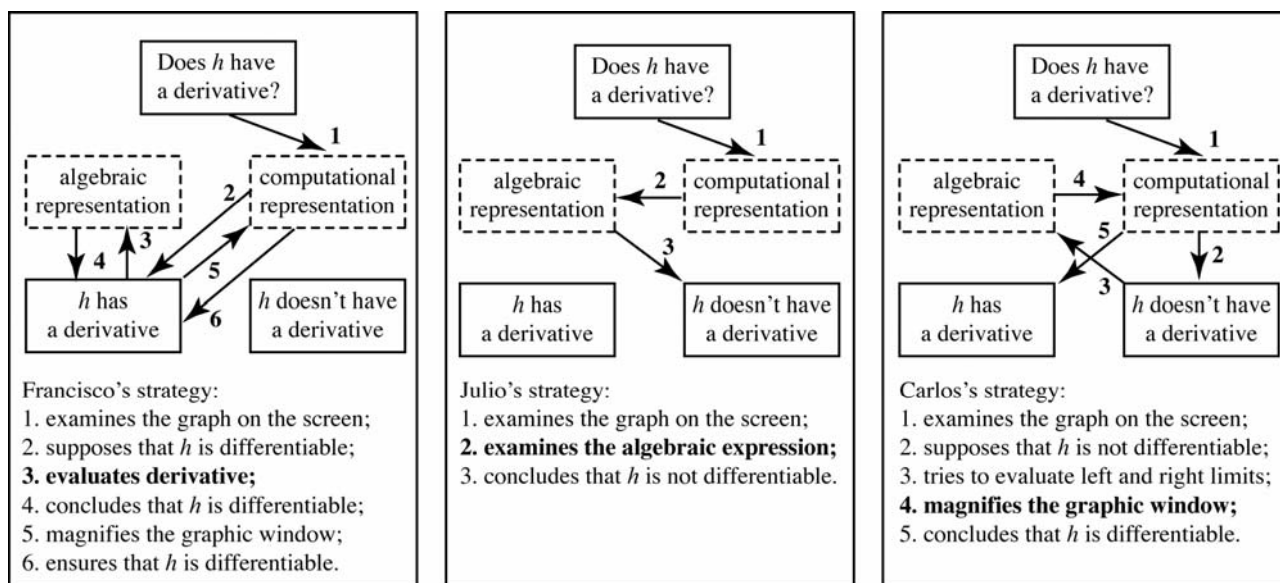 Does h have
a derivative?
1
algebraic
representation
2
computational
representation
4
3
5
6
h has
a derivative
h doesn't have
a derivative
Francisco's strategy:
1. examines the graph on the screen;
2. supposes that h is differentiable;
3. evaluates derivative;
4. concludes that h is differentiable;
5. magnifies the graphic window;
6. ensures that h is differentiable.
Does h have
a derivative?
1
algebraic
representation
2
computational
representation
3
h has
a derivative
h doesn't have
a derivative
Julio's strategy:
1. examines the graph on the screen;
2. examines the algebraic expression;
3. concludes that h is not differentiable.
Does h have
a derivative?
1
algebraic
representation
4
computational
representation
5
2
3
h has
a derivative
h doesn't have
a derivative
Carlos's strategy:
1. examines the graph on the screen;
2. supposes that h is not differentiable;
3. tries to evaluate left and right limits;
4. magnifies the graphic window;
5. concludes that h is differentiable.